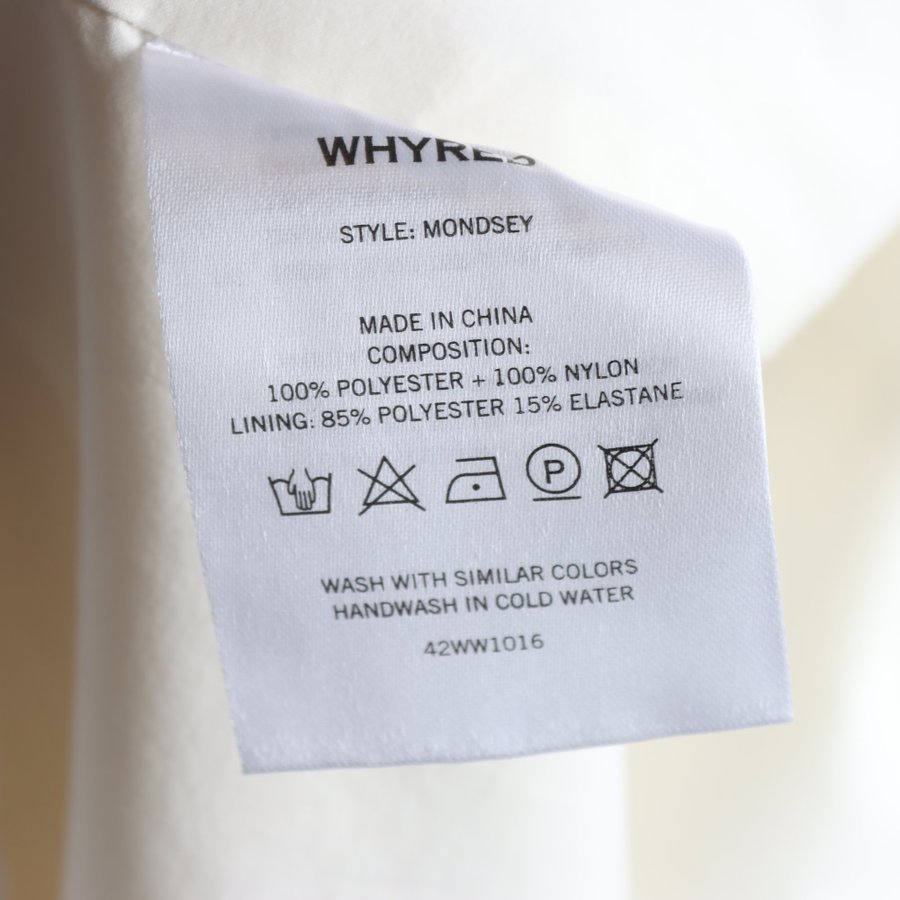 WHYRED
STYLE: MONDSEY
MADE IN CHINA
COMPOSITION:
100% POLYESTER + 100% NYLON
LINING: 85% POLYESTER 15% ELASTANE
P
WASH WITH SIMILAR COLORS
HANDWASH IN COLD WATER
42WW1016